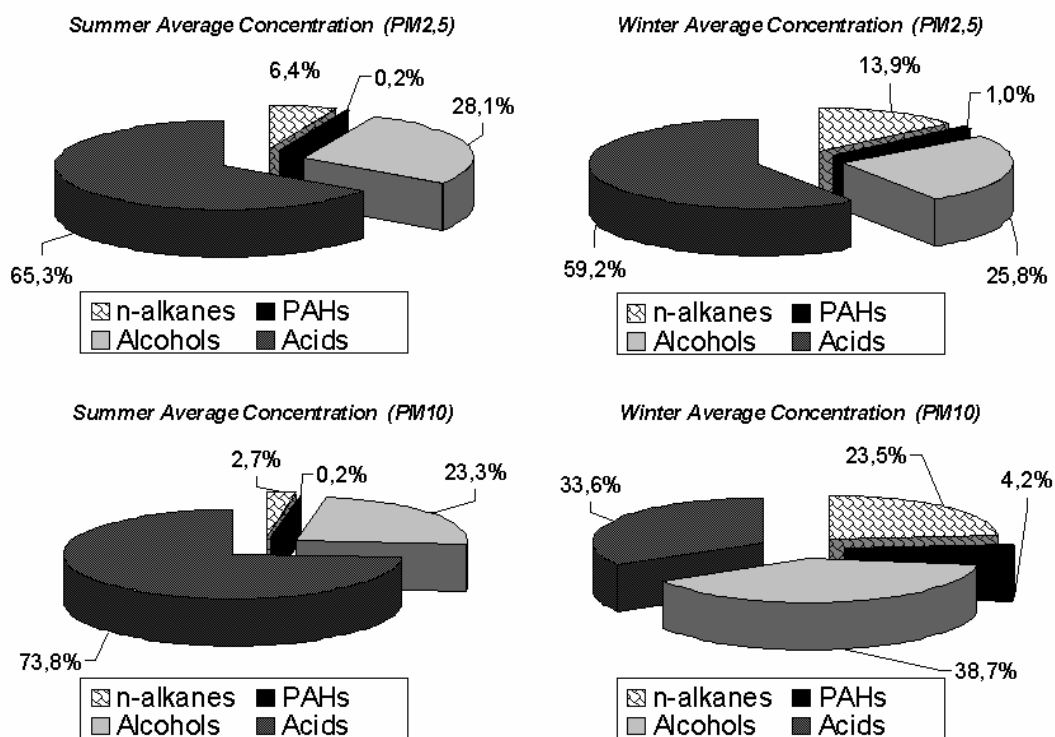 Summer Average Concentration (PM2,5)
6,4%
0,2%
28,1%
65,3%
n-alkanes PAHs
Alcohols Acids
Winter Average Concentration (PM2,5)
13,9%
1,0%
59,2%
25,8%
n-alkanes PAHs
Alcohols Acids
Summer Average Concentration (PM10)
2,7%
0,2%
23,3%
73,8%
n-alkanes PAHs
Alcohols Acids
Winter Average Concentration (PM10)
23,5%
33,6%
4,2%
38,7%
n-alkanes PAHs
Alcohols Acids